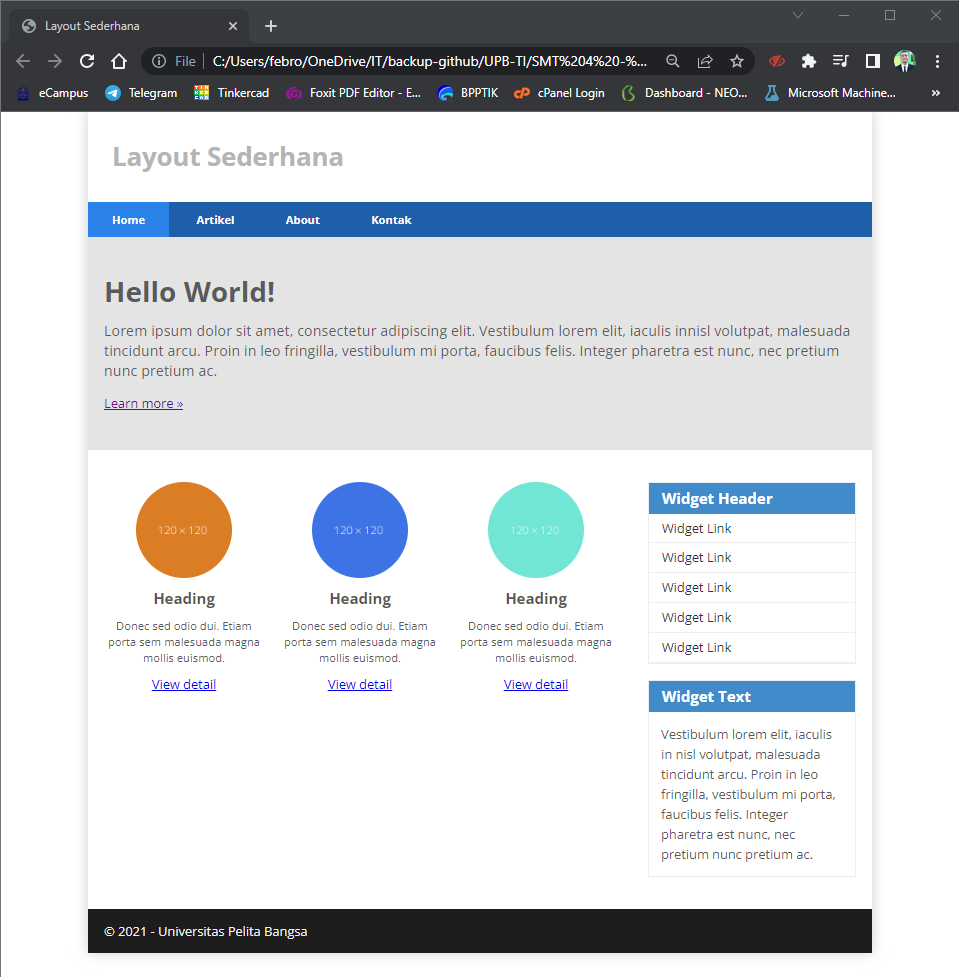 Layout Sederhana
File
C:/Users/febro/OneDrive/IT/backup-github/UPB-TI/SMT%204%20-%...
eCampus
Telegram
Tinkercad
Foxit PDF Editor - E...
BPPTIK
cPanel Login
Dashboard - NEO...
Microsoft Machine...
»
Layout Sederhana
Home
Artikel
About
Kontak
Hello World!
Lorem ipsum dolor sit amet, consectetur adipiscing elit. Vestibulum lorem elit, iaculis innisl volutpat, malesuada
tincidunt arcu. Proin in leo fringilla, vestibulum mi porta, faucibus felis. Integer pharetra est nunc, nec pretium
nunc pretium ac.
Learn more »
120 × 120
Heading
Donec sed odio dui. Etiam
porta sem malesuada magna
mollis euismod.
View detail
120 × 120
Heading
Donec sed odio dui. Etiam
porta sem malesuada magna
mollis euismod.
View detail
120 × 120
Heading
Donec sed odio dui. Etiam
porta sem malesuada magna
mollis euismod.
View detail
Widget Header
Widget Link
Widget Link
Widget Link
Widget Link
Widget Link
Widget Text
Vestibulum lorem elit, iaculis
in nisl volutpat, malesuada
tincidunt arcu. Proin in leo
fringilla, vestibulum mi porta,
faucibus felis. Integer
pharetra est nunc, nec
pretium nunc pretium ac.
© 2021 - Universitas Pelita Bangsa